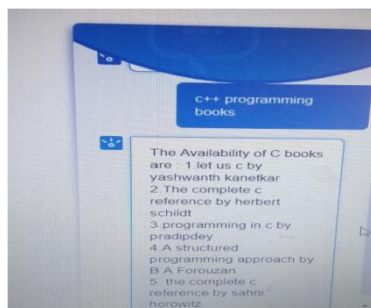 c++ programming
books
The Availability of C books
are : 1.let us c by
yashwanth kanetkar
2.The complete c
reference by herbert
schildt
3.programming in c by
pradipdey
4.A structured
programming approach by
B A Forouzan
5. the complete c
reference by sahni
horowitz.